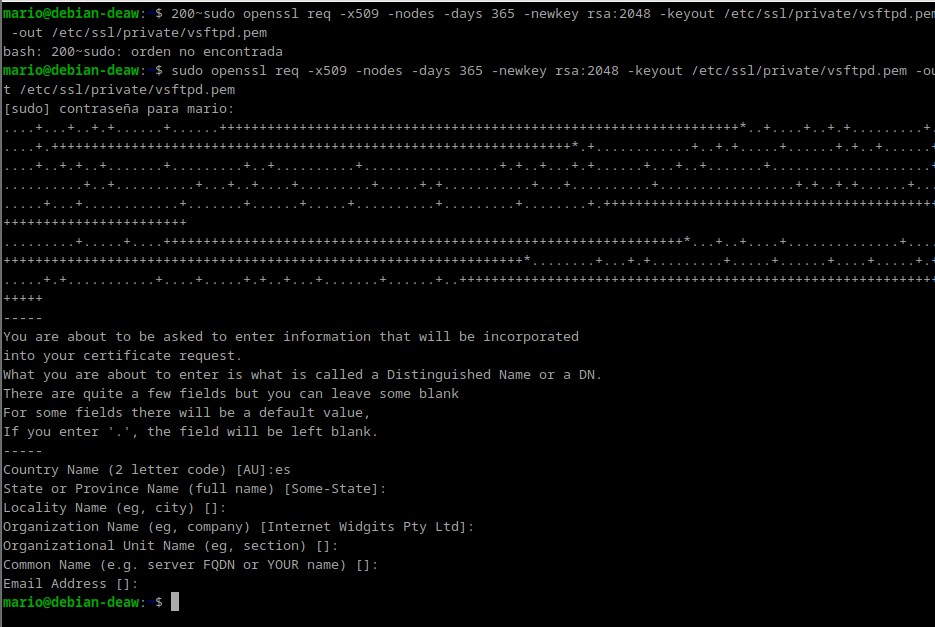 mario@debian-deaw:~$ 200~sudo openssl req -x509 -nodes -days 365 -newkey rsa:2048 -keyout /etc/ssl/private/vsftpd.pem
 -out /etc/ssl/private/vsftpd.pem
bash: 200~sudo: orden no encontrada
mario@debian-deaw:~$ sudo openssl req -x509 -nodes -days 365 -newkey rsa:2048 -keyout /etc/ssl/private/vsftpd.pem -ou
t /etc/ssl/private/vsftpd.pem
[sudo] contraseña para mario:
-----
You are about to be asked to enter information that will be incorporated
into your certificate request.
What you are about to enter is what is called a Distinguished Name or a DN.
There are quite a few fields but you can leave some blank
For some fields there will be a default value,
If you enter '.', the field will be left blank.
-----
Country Name (2 letter code) [AU]:es
State or Province Name (full name) [Some-State]:
Locality Name (eg, city) []:
Organization Name (eg, company) [Internet Widgits Pty Ltd]:
Organizational Unit Name (eg, section) []:
Common Name (e.g. server FQDN or YOUR name) []:
Email Address []:
mario@debian-deaw:~$